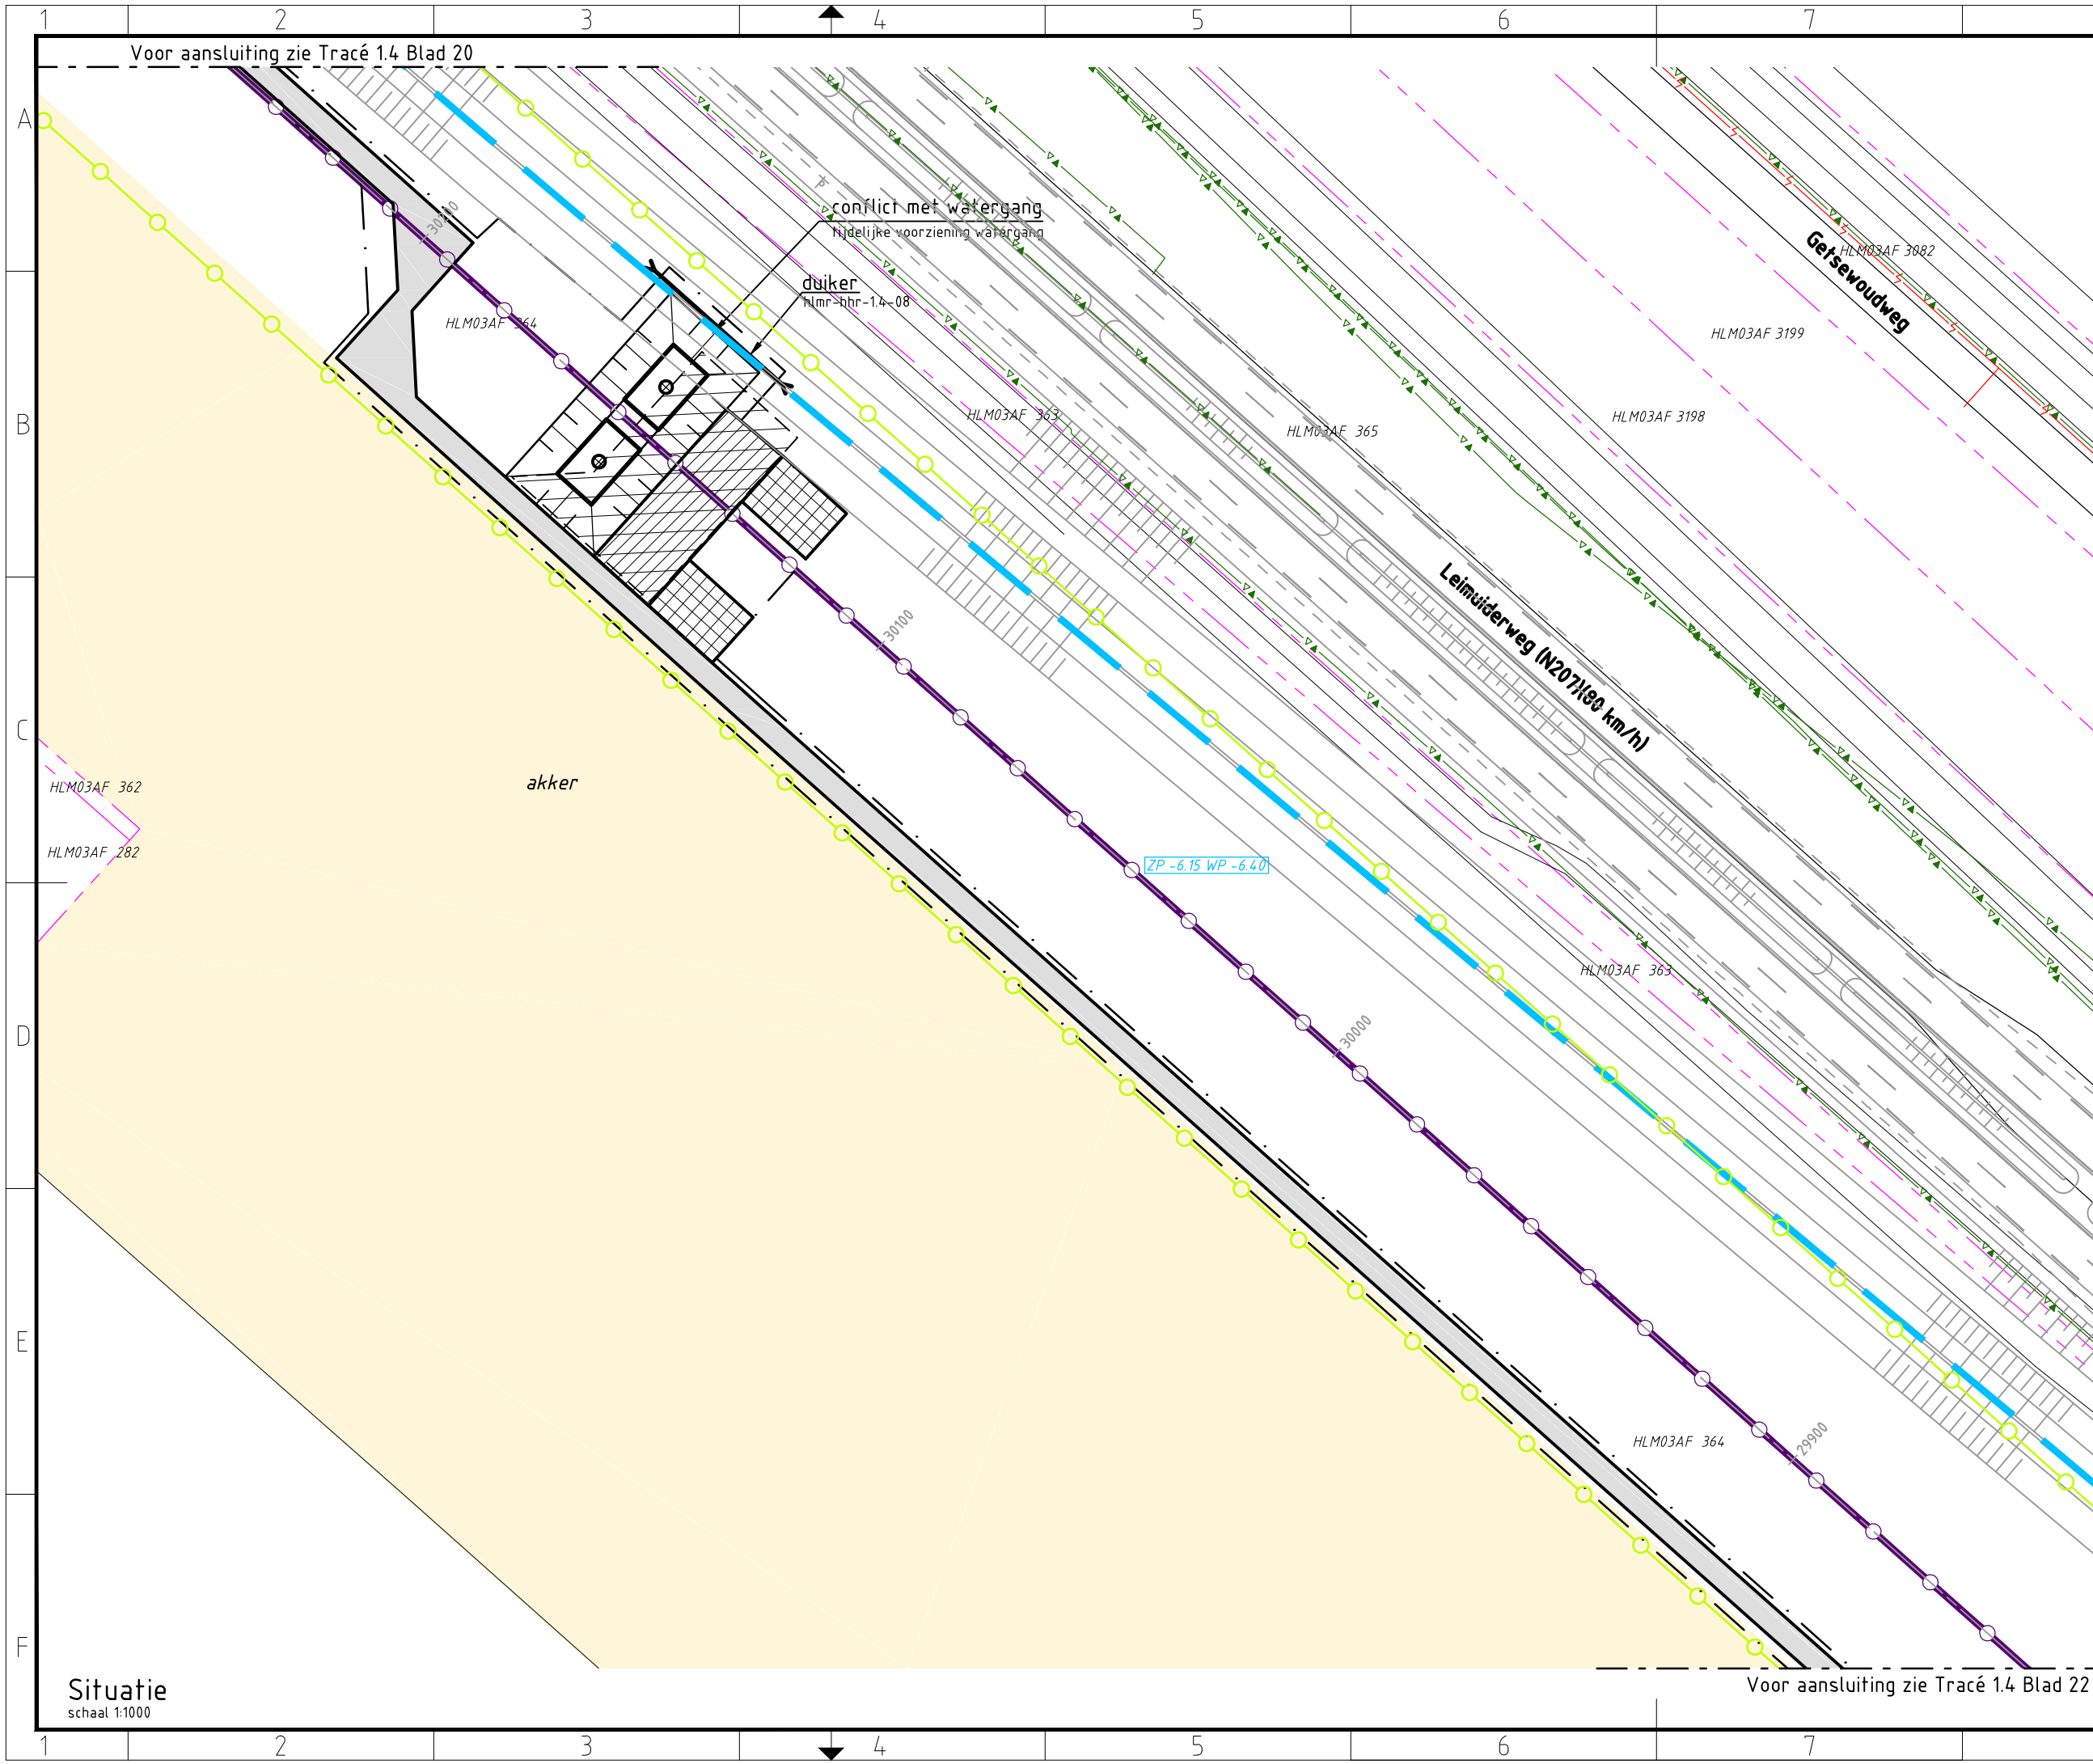 1 2 3 4 5 6 7
Voor aansluiting zie Tracé 1.4 Blad 20
A
P
conflict met watergang
tijdelijke voorziening watergang
30200
Getsewoudweg
HLM03AF 3082
duiker
hlmr-hhr-1.4-08
HLM03AF 364
HLM03AF 3199
B
HLM03AF 363
HLM03AF 365
HLM03AF 3198
30100
Leimuiderweg (N207)(80 km/h)
C
akker
HLM03AF 362
HLM03AF 282
ZP -6.15 WP -6.40
HLM03AF 363
D
30000
E
HLM03AF 364
29900
F
Situatie
schaal 1:1000
Voor aansluiting zie Tracé 1.4 Blad 22
1 2 3 4 5 6 7